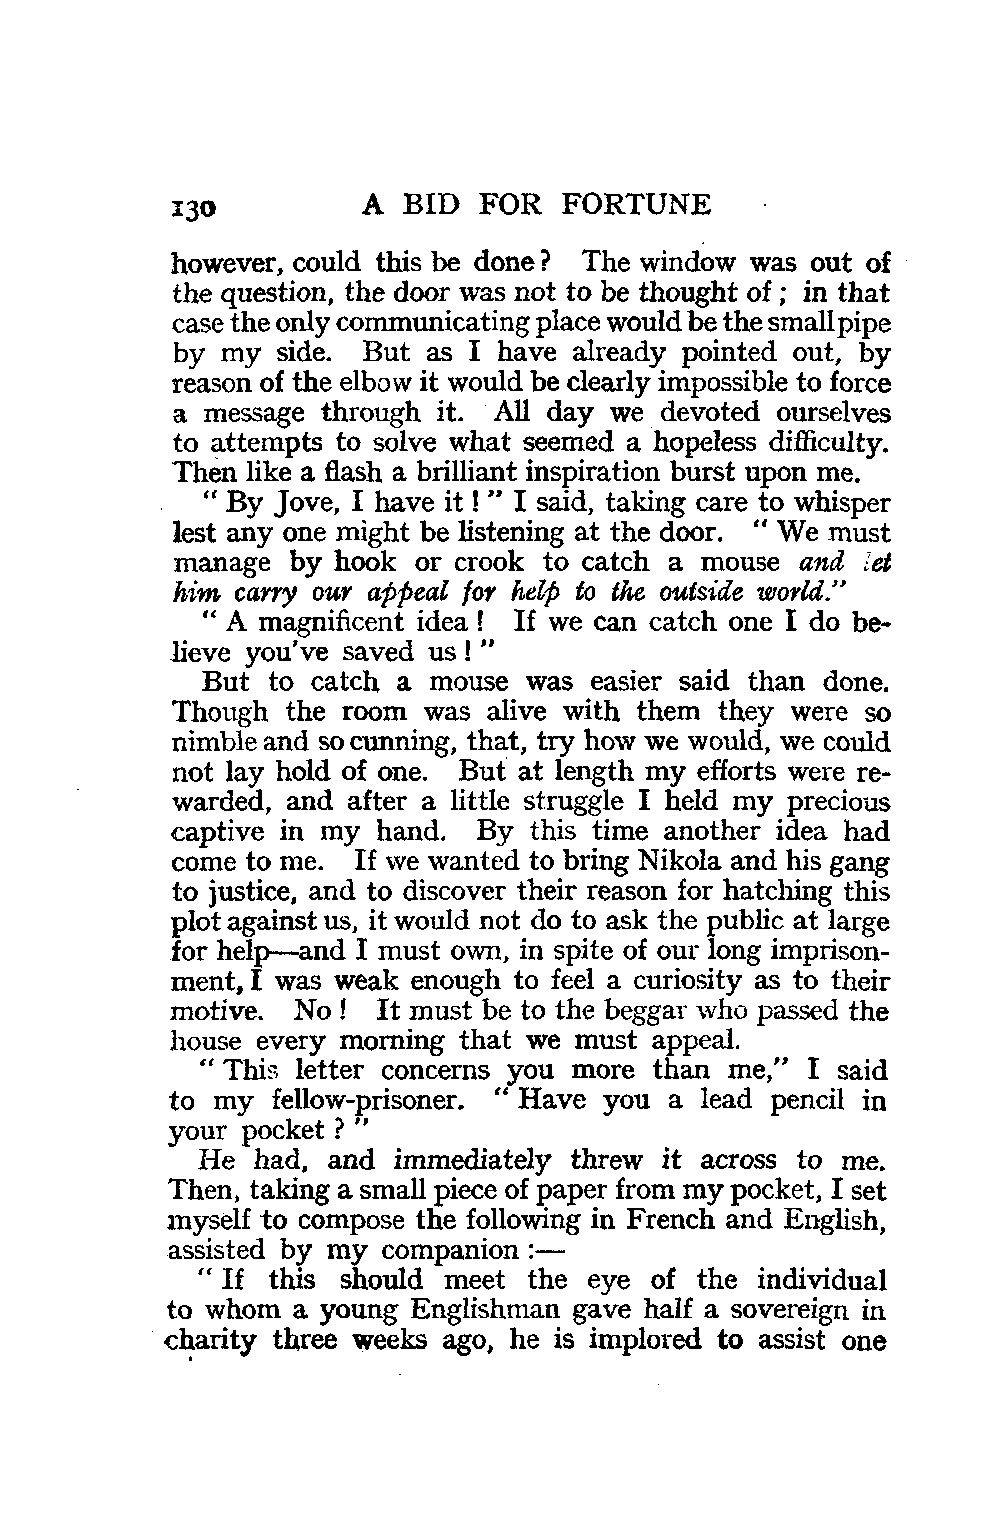 130 A BID FOR FORTUNE
however, could this be done? The window was out of
the question, the door was not to be thought of; in that
case the only communicating place would be the small pipe
by my side. But as I have already pointed out, by
reason of the elbow it would be clearly impossible to force
a message through it. All day we devoted ourselves
to attempts to solve what seemed a hopeless difficulty.
Then like a flash a brilliant inspiration burst upon me.
"By Jove, I have it!" I said, taking care to whisper
lest any one might be listening at the door. "We must
manage by hook or crook to catch a mouse and let
him carry our appeal for help to the outside world."
"A magnificent idea! If we can catch one I do be-
lieve you've saved us!"
But to catch a mouse was easier said than done.
Though the room was alive with them they were so
nimble and so cunning, that, try how we would, we could
not lay hold of one. But at length my efforts were re-
warded, and after a little struggle I held my precious
captive in my hand. By this time another idea had
come to me. If we wanted to bring Nikola and his gang
to justice, and to discover their reason for hatching this
plot against us, it would not do to ask the public at large
for help—and I must own, in spite of our long imprison-
ment, I was weak enough to feel a curiosity as to their
motive. No! It must be to the beggar who passed the
house every morning that we must appeal.
"This letter concerns you more than me," I said
to my fellow-prisoner. "Have you a lead pencil in
your pocket?"
He had, and immediately threw it across to me.
Then, taking a small piece of paper from my pocket, I set
myself to compose the following in French and English,
assisted by my companion:—
"If this should meet the eye of the individual
to whom a young Englishman gave half a sovereign in
charity three weeks ago, he is implored to assist one